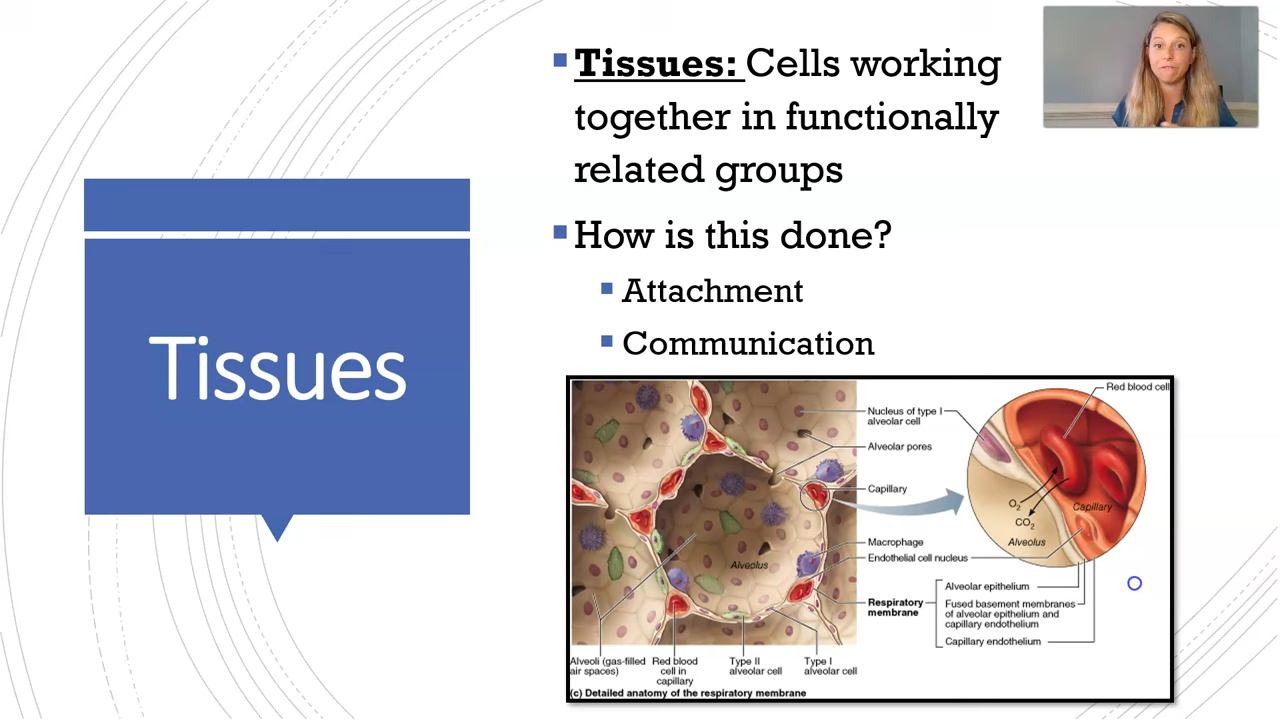 Tissues
Tissues: Cells working
together in functionally
related groups
How is this done?
Attachment
Communication
Red blood cell
Nucleus of type I
alveolar cell
Alveolar pores
Capillary
O2
CO2
Capillary
Alveolus
Macrophage
Endothelial cell nucleus
Alveolus
Respiratory
membrane
Alveolar epithelium
Fused basement membranes
of alveolar epithelium and
capillary endothelium
Capillary endothelium
Alveoli (gas-filled
air spaces)
Red blood
cell in
capillary
Type II
alveolar cell
Type I
alveolar cell
(c) Detailed anatomy of the respiratory membrane